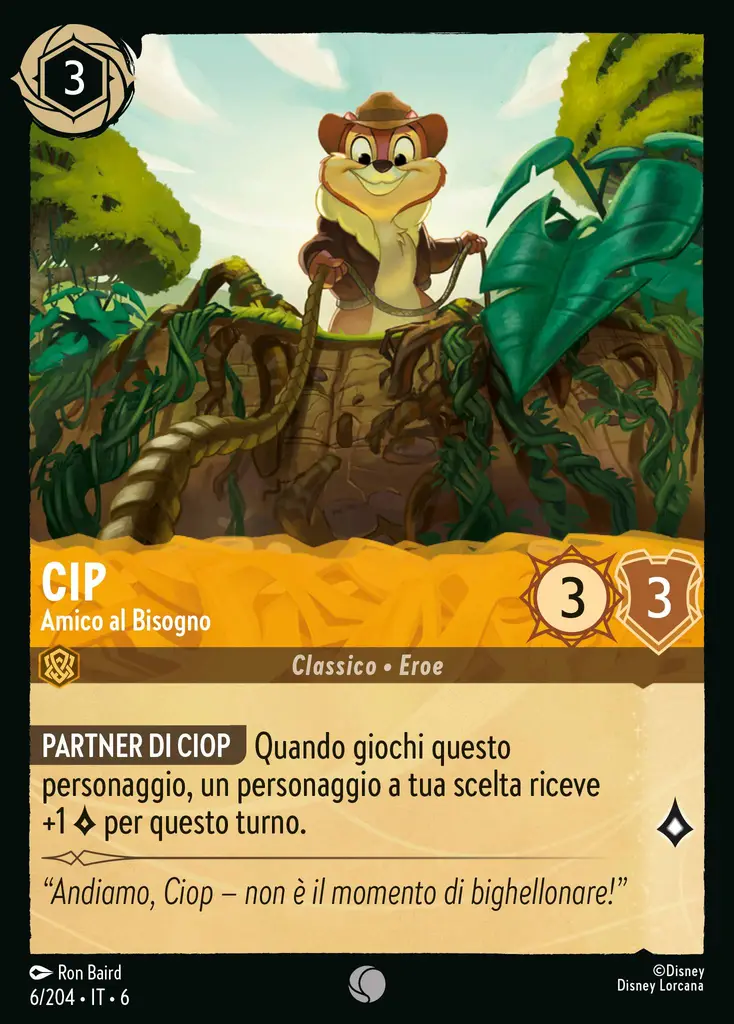 3
CIP
Amico al Bisogno
3
3
Classico • Eroe
PARTNER DI CIOP Quando giochi questo
personaggio, un personaggio a tua scelta riceve
+1 per questo turno.
“Andiamo, Ciop – non è il momento di bighellonare!”
Ron Baird
6/204 • IT • 6
©Disney
Disney Lorcana